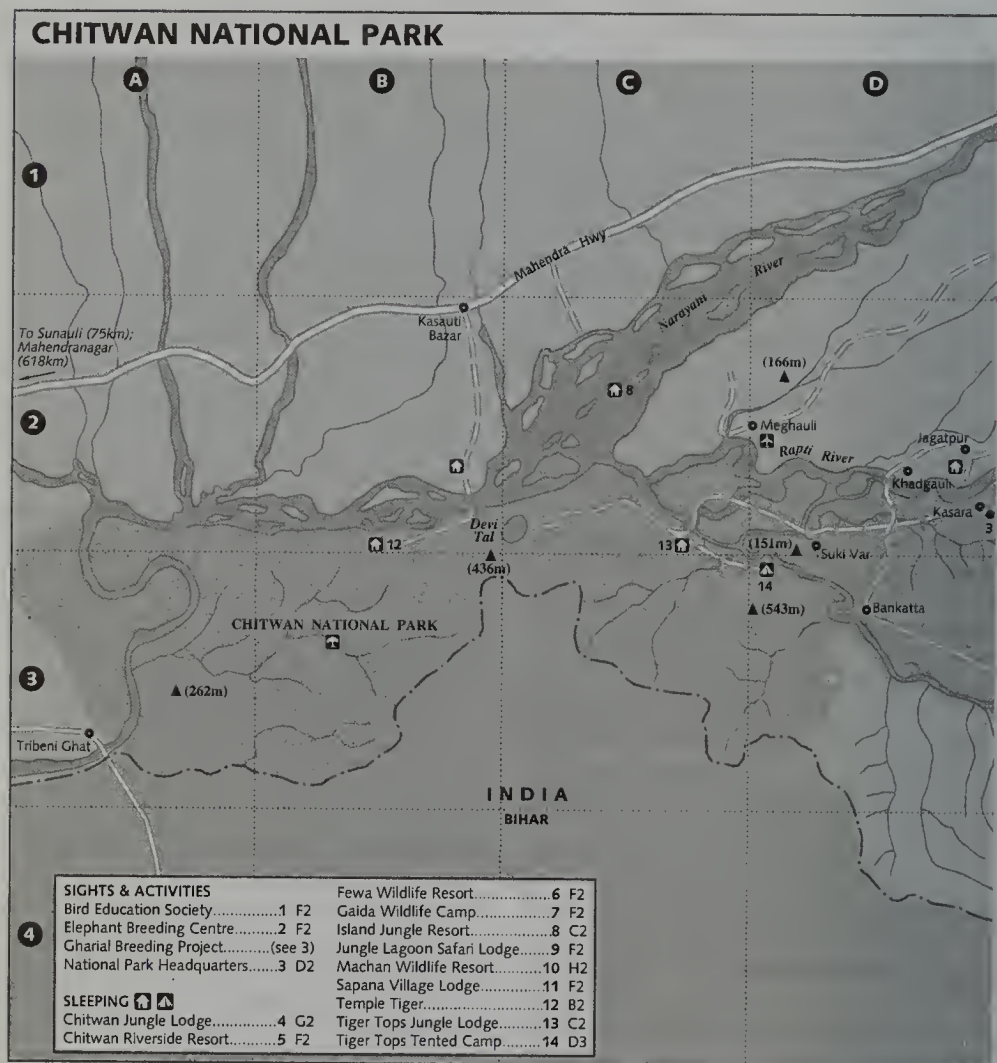 CHITWAN NATIONAL PARK
A
B
C
D
1
Mahendra Hwy
Narayani River
Kasauti
Bazar
To Sunauli (75km);
Mahendranagar
(618km)
(166m)
8
2
Meghauli
Jagatpur
Rapti River
Khadgauli
Kasara
3
Devi
Tal
12
13
(151m)
Suki Var
(436m)
14
(543m)
Bankatta
CHITWAN NATIONAL PARK
3
(262m)
Tribeni Ghat
INDIA
BIHAR
4
SIGHTS & ACTIVITIES
Bird Education Society..............1 F2
Elephant Breeding Centre.........2 F2
Gharial Breeding Project..........(see 3)
National Park Headquarters.......3 D2
SLEEPING
Chitwan Jungle Lodge..............4 G2
Chitwan Riverside Resort..........5 F2
Fewa Wildlife Resort.................6 F2
Gaida Wildlife Camp................7 F2
Island Jungle Resort.................8 C2
Jungle Lagoon Safari Lodge......9 F2
Machan Wildlife Resort............10 H2
Sapana Village Lodge...............11 F2
Temple Tiger............................12 B2
Tiger Tops Jungle Lodge...........13 C2
Tiger Tops Tented Camp..........14 D3